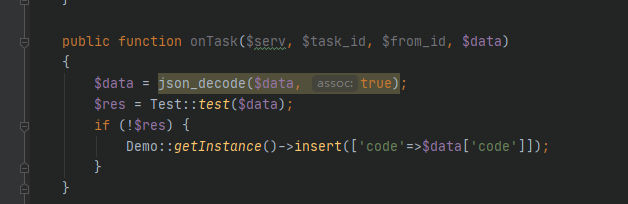 }
public function onTask($serv, $task_id, $from_id, $data)
{
$data = json_decode($data, assoc: true);
$res = Test::test($data);
if (!$res) {
Demo::getInstance()->insert(['code'=>$data['code']]);
}
}